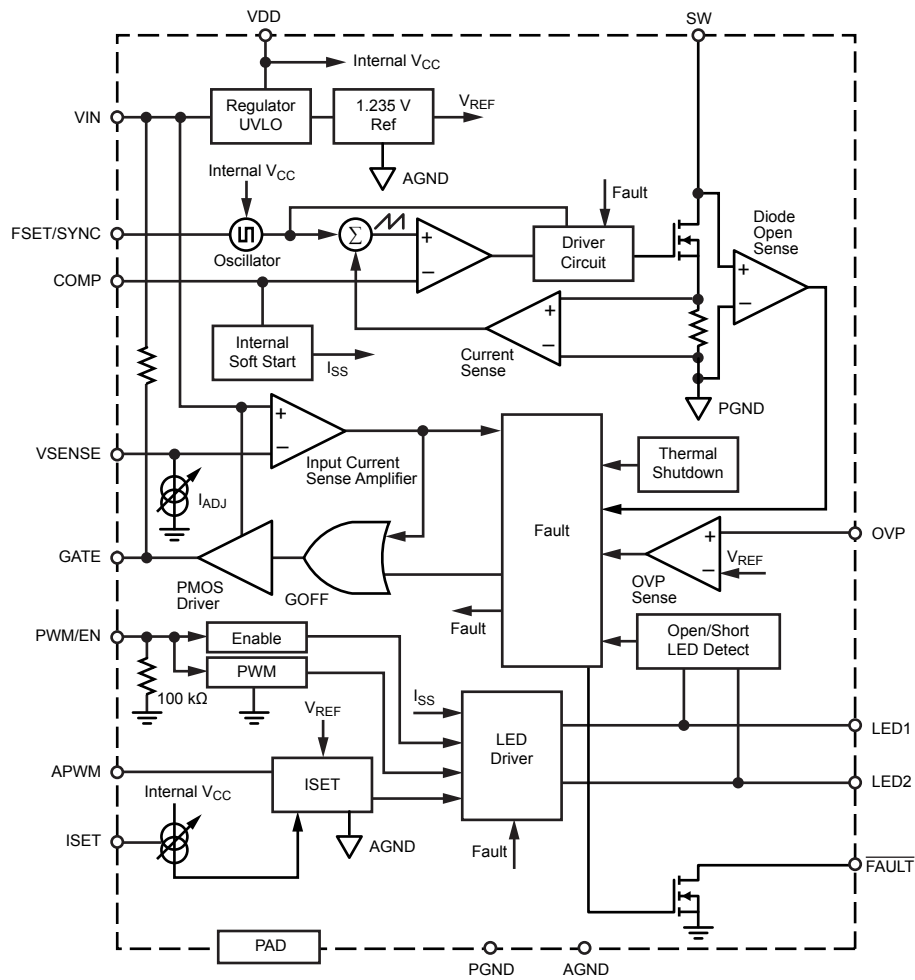 VDD
SW
Internal VCC
VIN
Regulator
UVLO
1.235 V
Ref
VREF
AGND
Internal VCC
Fault
Diode
Open
Sense
FSET/SYNC
Oscillator
Σ
+
−
Driver
Circuit
+
−
COMP
Internal
Soft Start
ISS
Current
Sense
+
−
PGND
VSENSE
+
−
Input Current
Sense Amplifier
IADJ
Thermal
Shutdown
Fault
GATE
PMOS
Driver
GOFF
+
−
VREF
OVP
Sense
OVP
Fault
PWM/EN
Enable
PWM
100 kΩ
Open/Short
LED Detect
ISS
VREF
LED
Driver
LED1
APWM
ISET
LED2
Internal VCC
ISET
AGND
Fault
FAULT
PAD
PGND
AGND